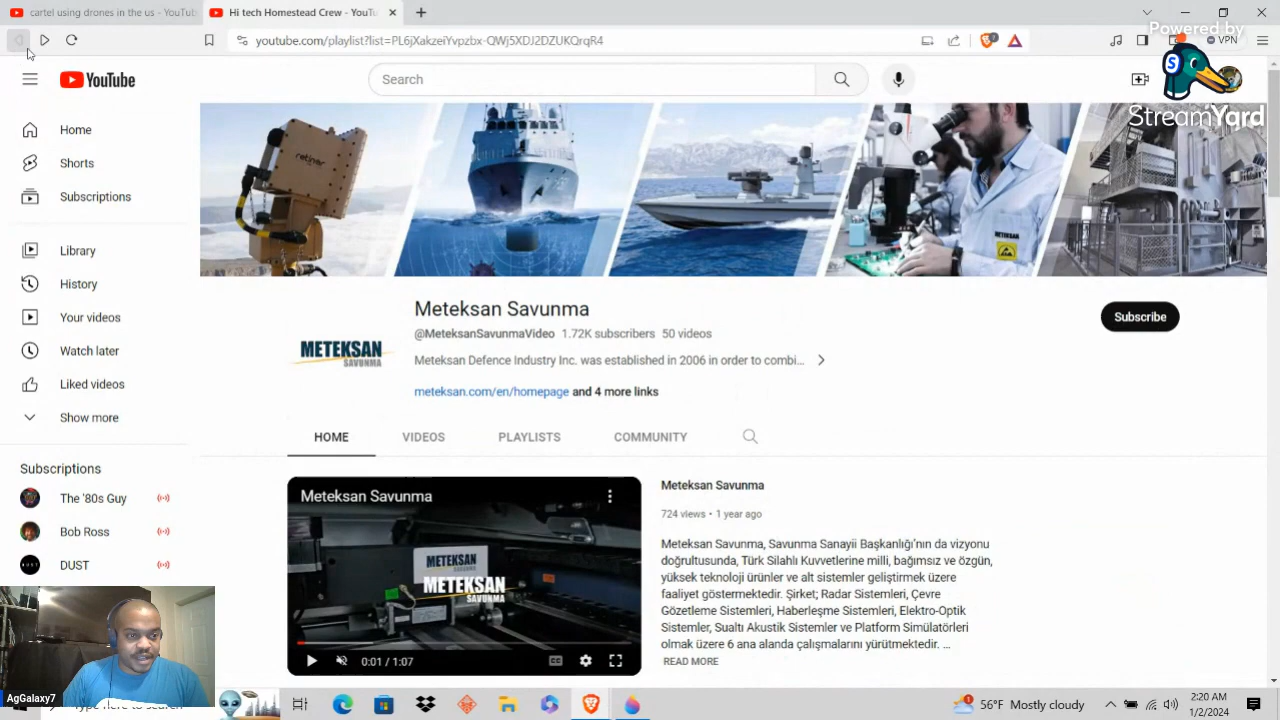 cartel using drones in the us - YouTub
Hi tech Homestead Crew - YouTu
youtube.com/playlist?list=PL6jXakzeiYvpzbx-QWj5XDJ2DZUKQrqR4
VPN
Powered by
StreamYard
YouTube
Search
Home
Shorts
Subscriptions
Library
History
Your videos
Watch later
Liked videos
Show more
Subscriptions
The '80s Guy
Bob Ross
DUST
retinar
METEKSAN
Meteksan Savunma
@MeteksanSavunmaVideo 1.72K subscribers 50 videos
Meteksan Defence Industry Inc. was established in 2006 in order to combi...
meteksan.com/en/homepage and 4 more links
Subscribe
METEKSAN
SAVUNMA
HOME VIDEOS PLAYLISTS COMMUNITY
Meteksan Savunma
METEKSAN
SAVUNMA
METEKSAN
SAVUNMA
0:01 / 1:07
Meteksan Savunma
724 views • 1 year ago
Meteksan Savunma, Savunma Sanayii Başkanlığı'nın da vizyonu
doğrultusunda, Türk Silahlı Kuvvetlerine milli, bağımsız ve özgün,
yüksek teknoloji ürünler ve alt sistemler geliştirmek üzere
faaliyet göstermektedir. Şirket; Radar Sistemleri, Çevre
Gözetleme Sistemleri, Haberleşme Sistemleri, Elektro-Optik
Sistemler, Sualtı Akustik Sistemler ve Platform Simülatörleri
olmak üzere 6 ana alanda çalışmalarını yürütmektedir. ...
READ MORE
AgGalaxy7
Type here to search
56°F Mostly cloudy
2:20 AM
1/2/2024